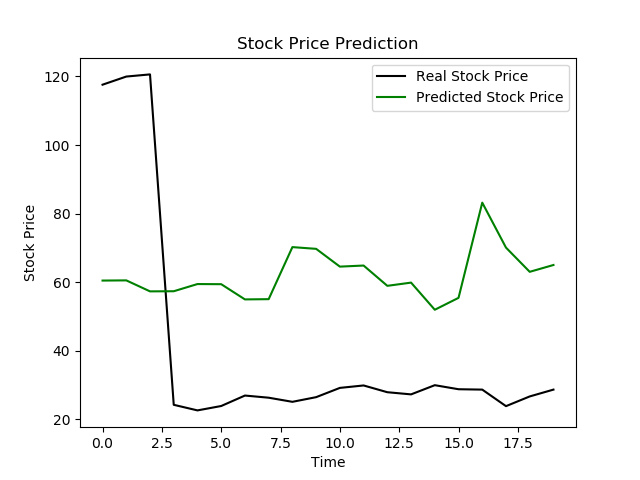 Stock Price Prediction
Real Stock Price
Predicted Stock Price
Stock Price
120
100
80
60
40
20
0.0 2.5 5.0 7.5 10.0 12.5 15.0 17.5
Time